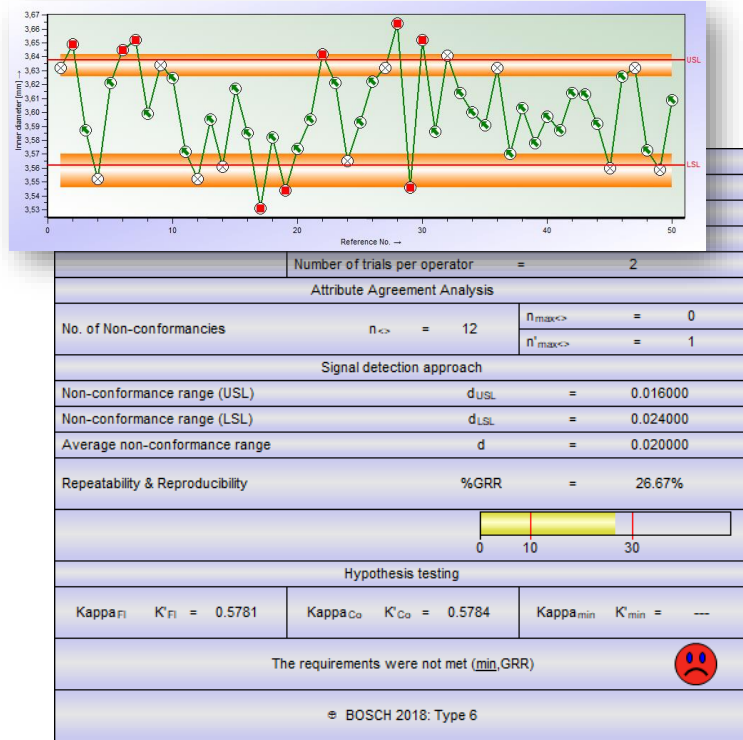 3,67
3,66
3,65
3,64
3,63
3,62
3,61
3,60
3,59
3,58
3,57
3,56
3,55
3,54
3,53
Inner diameter [mm] →
USL
LSL
0 10 20 30 40 50
Reference No. →
Number of trials per operator = 2
Attribute Agreement Analysis
No. of Non-conformancies n<> = 12
nmax<> = 0
n'max<> = 1
Signal detection approach
Non-conformance range (USL) dUSL = 0.016000
Non-conformance range (LSL) dLSL = 0.024000
Average non-conformance range d = 0.020000
Repeatability & Reproducibility %GRR = 26.67%
0 10 30
Hypothesis testing
KappaFl K'Fl = 0.5781 KappaCo K'Co = 0.5784 Kappamin K'min = ---
The requirements were not met (min,GRR)
BOSCH 2018: Type 6